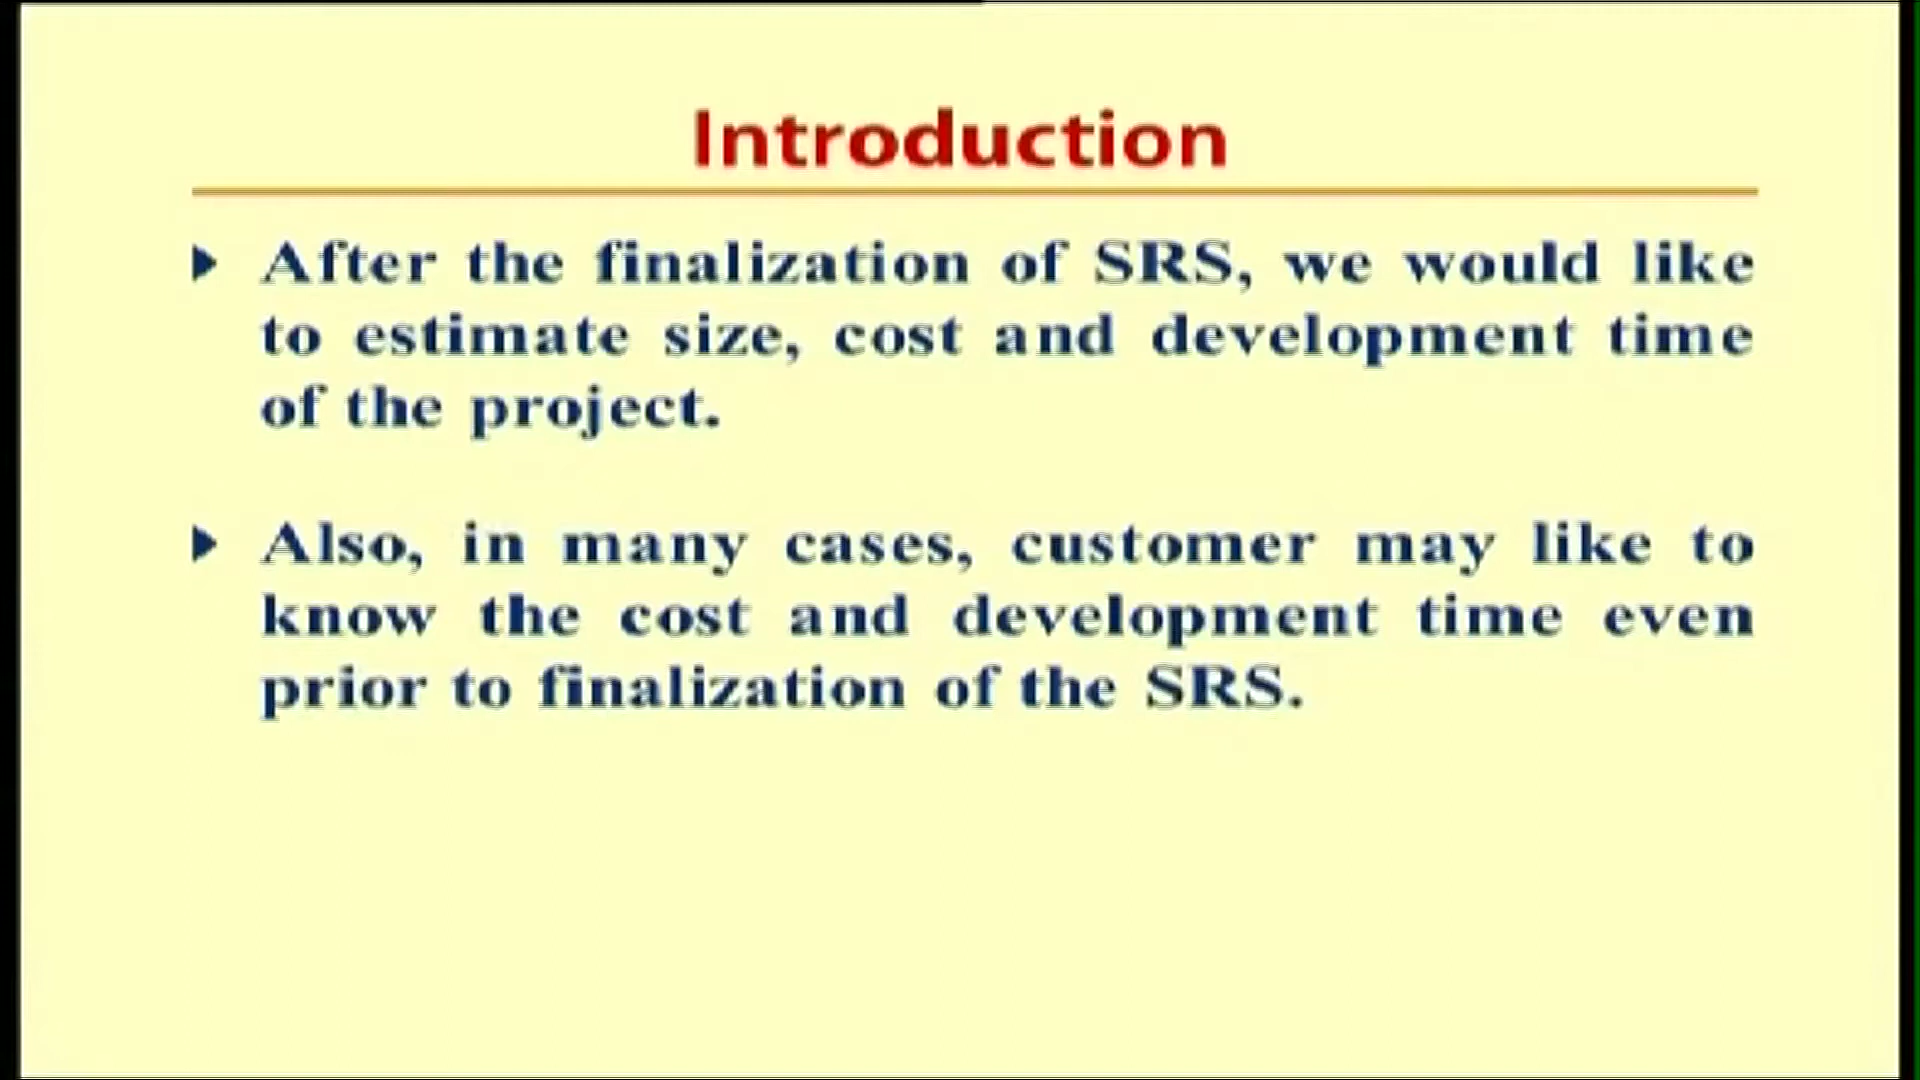 Introduction
After the finalization of SRS, we would like
to estimate size, cost and development time
of the project.
Also, in many cases, customer may like to
know the cost and development time even
prior to finalization of the SRS.